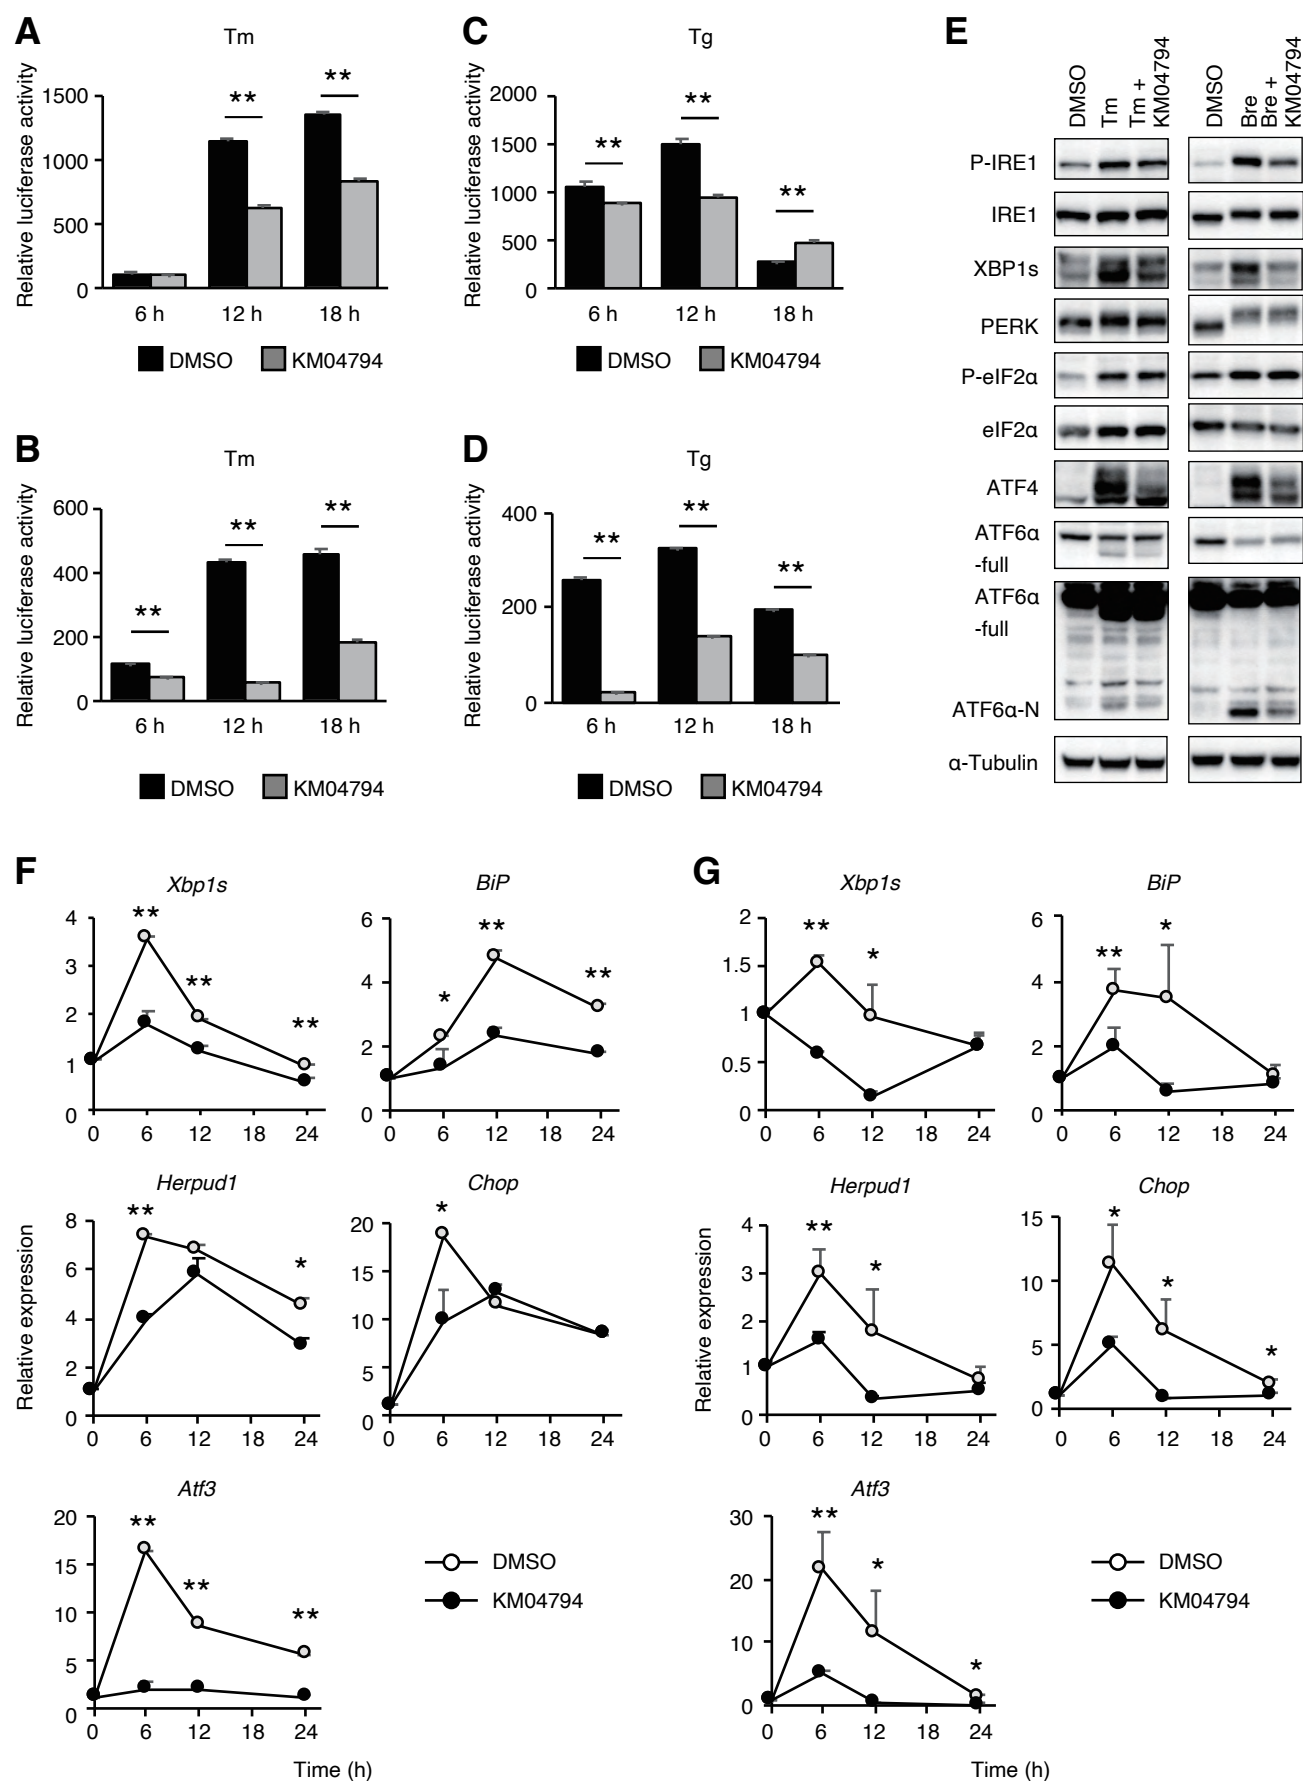 A
Tm
Relative luciferase activity
1500
1000
500
0
**
**
6 h
12 h
18 h
DMSO
KM04794
C
Tg
Relative luciferase activity
2000
1500
1000
500
0
**
**
**
6 h
12 h
18 h
DMSO
KM04794
B
Tm
Relative luciferase activity
600
400
200
0
**
**
**
6 h
12 h
18 h
DMSO
KM04794
D
Tg
Relative luciferase activity
400
200
0
**
**
**
6 h
12 h
18 h
DMSO
KM04794
E
DMSO
Tm
Tm +
KM04794
DMSO
Bre
Bre +
KM04794
P-IRE1
IRE1
XBP1s
PERK
P-eIF2α
eIF2α
ATF4
ATF6α
-full
ATF6α
-full
ATF6α-N
α-Tubulin
F
Xbp1s
4
3
2
1
0
**
**
**
0 6 12 18 24
BiP
6
4
2
0
*
**
**
0 6 12 18 24
Herpud1
Relative expression
8
6
4
2
0
**
*
0 6 12 18 24
Chop
20
15
10
5
0
*
0 6 12 18 24
Atf3
20
15
10
5
0
**
**
**
0 6 12 18 24
Time (h)
DMSO
KM04794
G
Xbp1s
2
1.5
1
0.5
0
**
*
0 6 12 18 24
BiP
6
4
2
0
**
*
0 6 12 18 24
Herpud1
Relative expression
4
3
2
1
0
**
*
0 6 12 18 24
Chop
15
10
5
0
*
*
*
0 6 12 18 24
Atf3
30
20
10
0
**
*
*
0 6 12 18 24
Time (h)
DMSO
KM04794